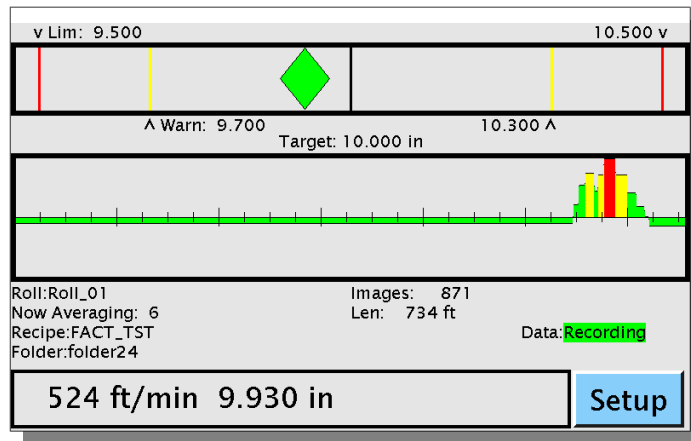 v Lim: 9.500 10.500 v
^ Warn: 9.700 10.300 ^
Target: 10.000 in
Roll:Roll_01 Images: 871
Now Averaging: 6 Len: 734 ft
Recipe:FACT_TST Data:Recording
Folder:folder24
524 ft/min 9.930 in Setup